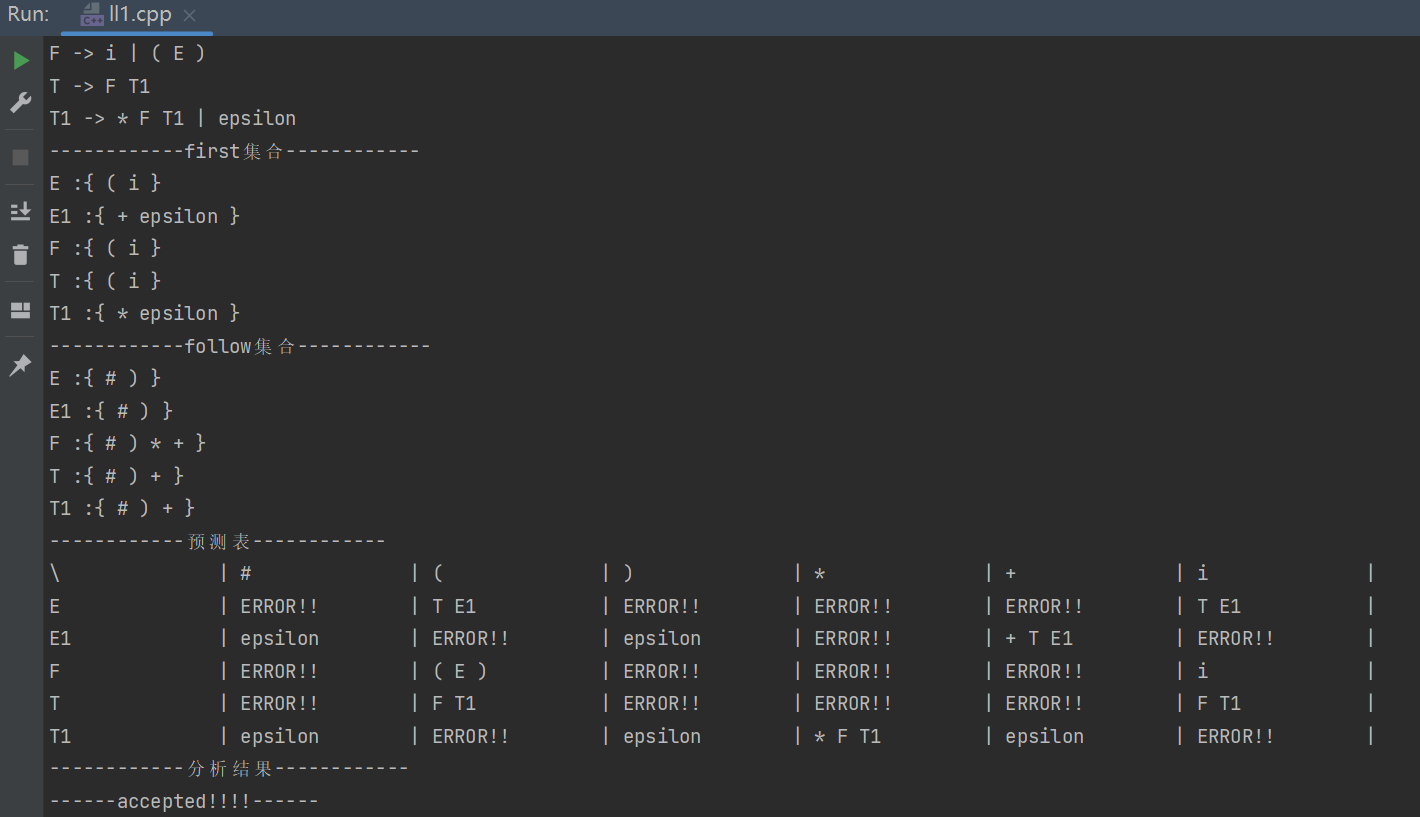 Run: ll1.cpp
F -> i | ( E )
T -> F T1
T1 -> * F T1 | epsilon
------------first集合------------
E :{ ( i }
E1 :{ + epsilon }
F :{ ( i }
T :{ ( i }
T1 :{ * epsilon }
------------follow集合------------
E :{ # ) }
E1 :{ # ) }
F :{ # ) * + }
T :{ # ) + }
T1 :{ # ) + }
------------预测表------------
\ | # | ( | ) | * | + | i |
E | ERROR!! | T E1 | ERROR!! | ERROR!! | ERROR!! | T E1 |
E1 | epsilon | ERROR!! | epsilon | ERROR!! | + T E1 | ERROR!! |
F | ERROR!! | ( E ) | ERROR!! | ERROR!! | ERROR!! | i |
T | ERROR!! | F T1 | ERROR!! | ERROR!! | ERROR!! | F T1 |
T1 | epsilon | ERROR!! | epsilon | * F T1 | epsilon | ERROR!! |
------------分析结果------------
------accepted!!!!------